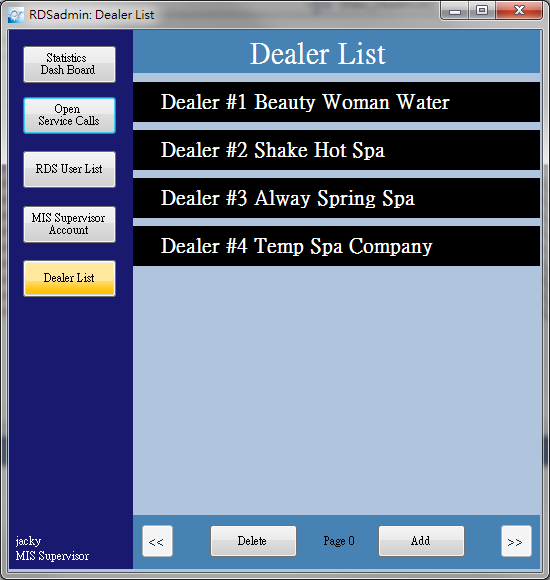 RDSadmin: Dealer List
Statistics
Dash Board
Open
Service Calls
RDS User List
MIS Supervisor
Account
Dealer List
jacky
MIS Supervisor
Dealer List
Dealer #1 Beauty Woman Water
Dealer #2 Shake Hot Spa
Dealer #3 Alway Spring Spa
Dealer #4 Temp Spa Company
<<
Delete
Page 0
Add
>>